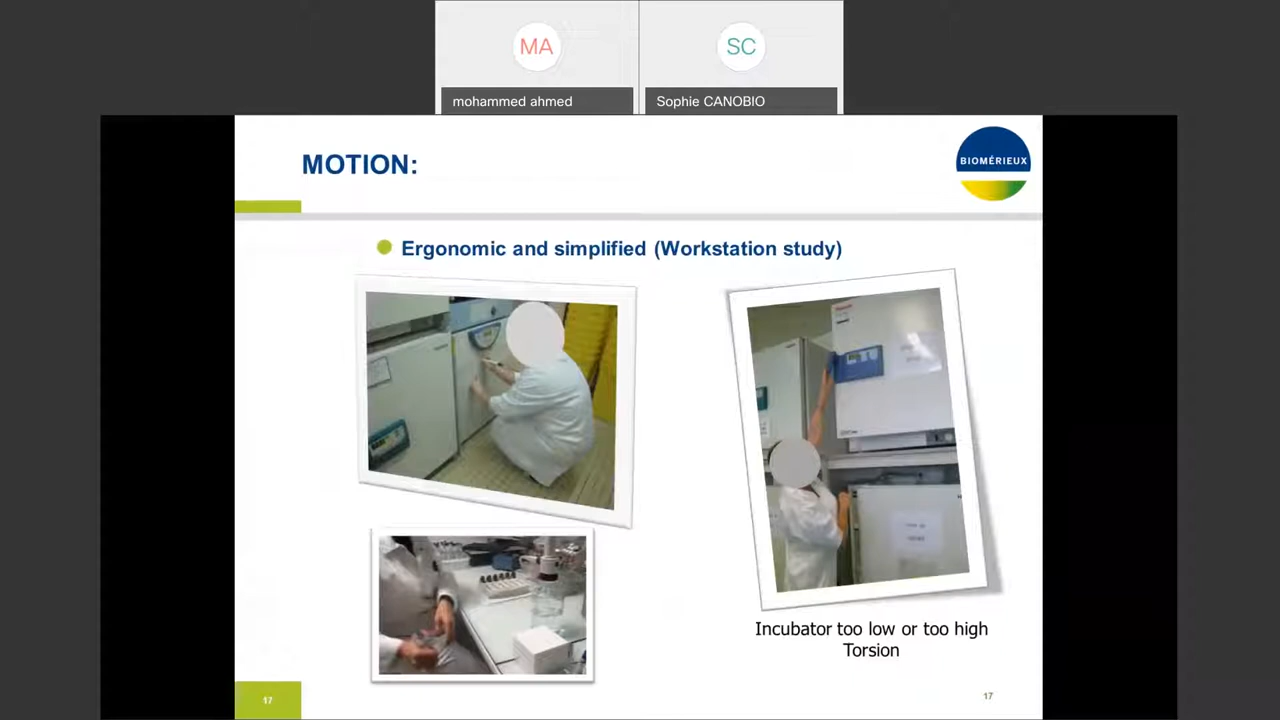 MA
SC
mohammed ahmed
Sophie CANOBIO
MOTION:
BIOMÉRIEUX
Ergonomic and simplified (Workstation study)
Incubator too low or too high
Torsion
17
17